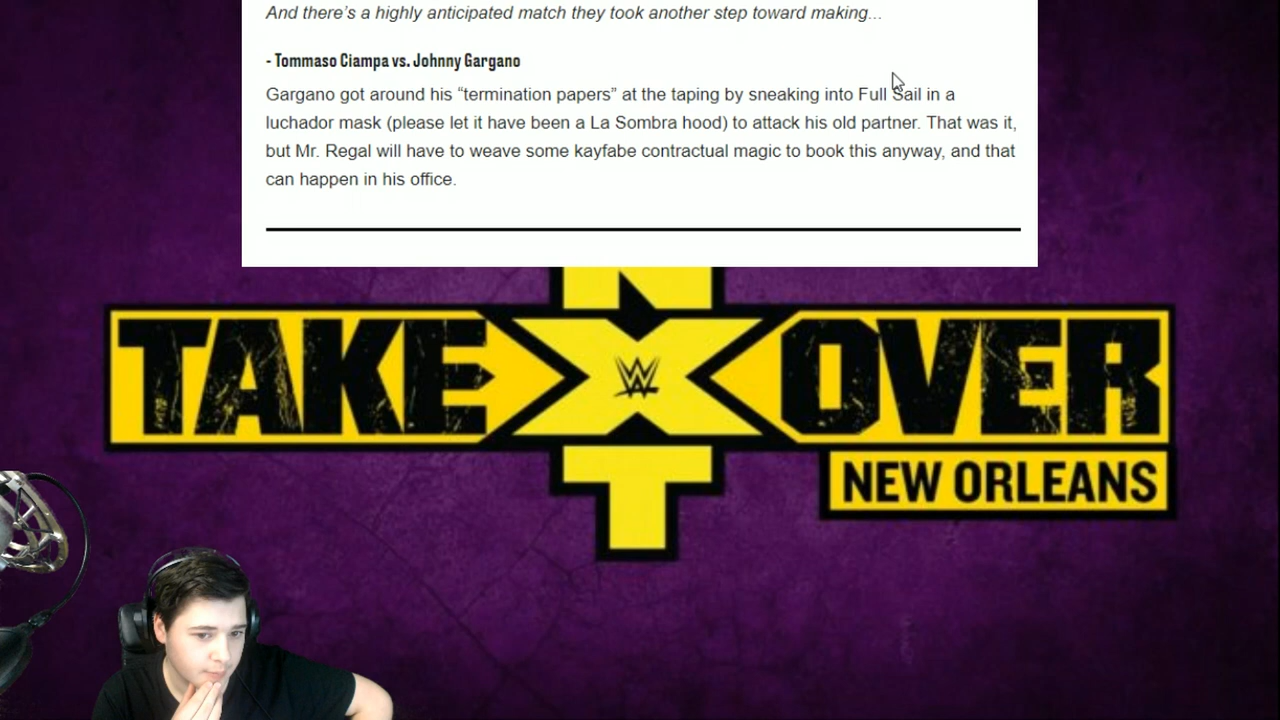 And there's a highly anticipated match they took another step toward making...
- Tommaso Ciampa vs. Johnny Gargano
Gargano got around his “termination papers” at the taping by sneaking into Full Sail in a
luchador mask (please let it have been a La Sombra hood) to attack his old partner. That was it,
but Mr. Regal will have to weave some kayfabe contractual magic to book this anyway, and that
can happen in his office.
N
TAKE X OVER
W
T
NEW ORLEANS